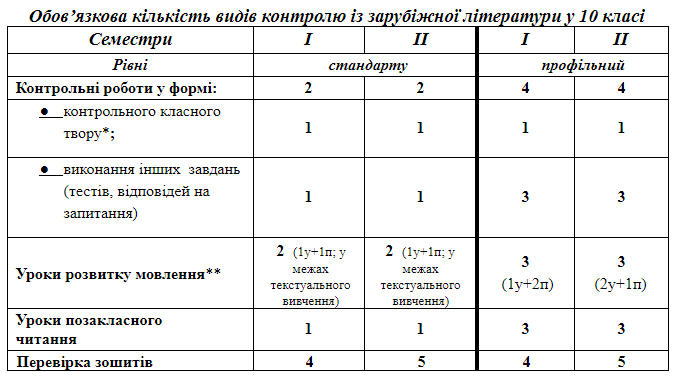 Обов’язкова кількість видів контролю із зарубіжної літератури у 10 класі
Семестри І ІІ І ІІ
Рівні стандарту профільний
Контрольні роботи у формі: 2 2 4 4
● контрольного класного
твору*; 1 1 1 1
● виконання інших завдань
(тестів, відповідей на
запитання) 1 1 3 3
Уроки розвитку мовлення**
2 (1у+1п; у
межах
текстуального
вивчення)
2 (1у+1п; у
межах
текстуального
вивчення)
3
(1у+2п)
3
(2у+1п)
Уроки позакласного
читання 1 1 3 3
Перевірка зошитів 4 5 4 5